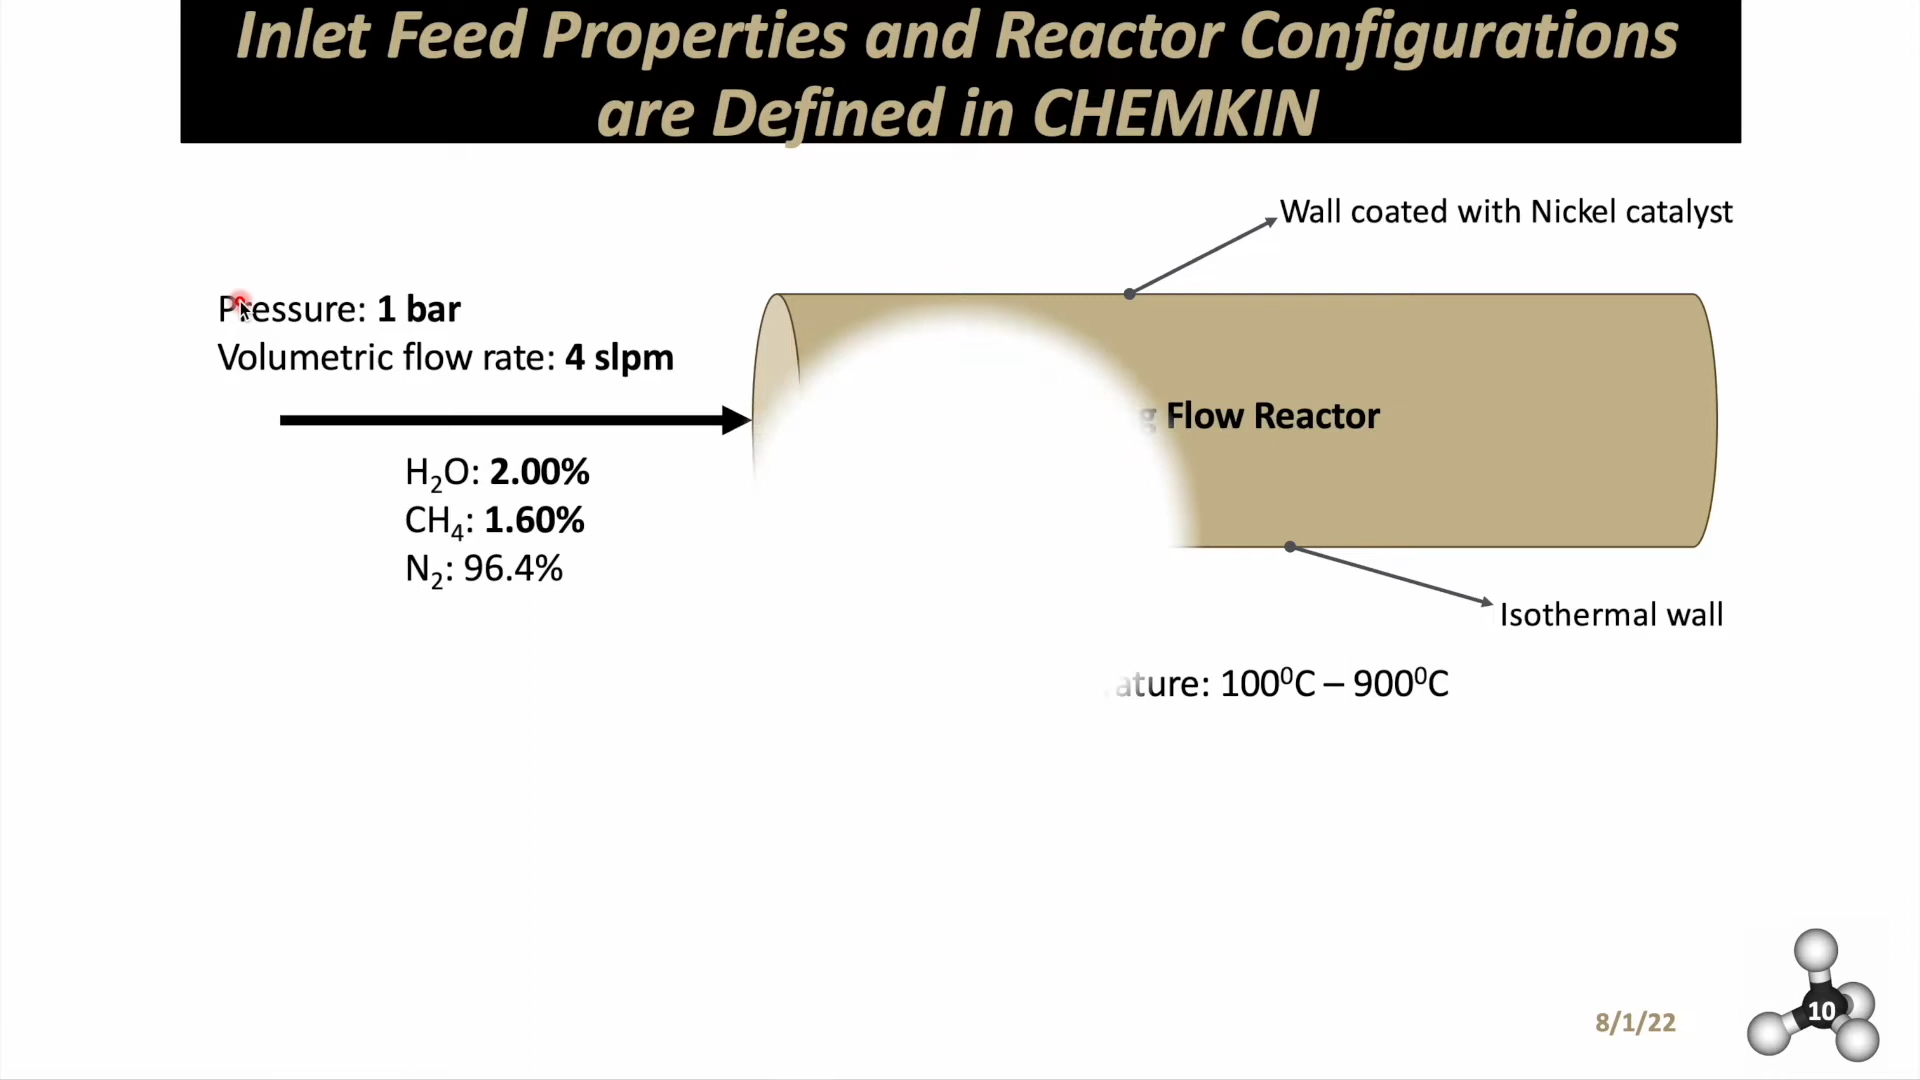 Inlet Feed Properties and Reactor Configurations
are Defined in CHEMKIN
Wall coated with Nickel catalyst
Pressure: 1 bar
Volumetric flow rate: 4 slpm
Flow Reactor
H₂O: 2.00%
CH₄: 1.60%
N₂: 96.4%
Isothermal wall
100⁰C – 900⁰C
8/1/22
10